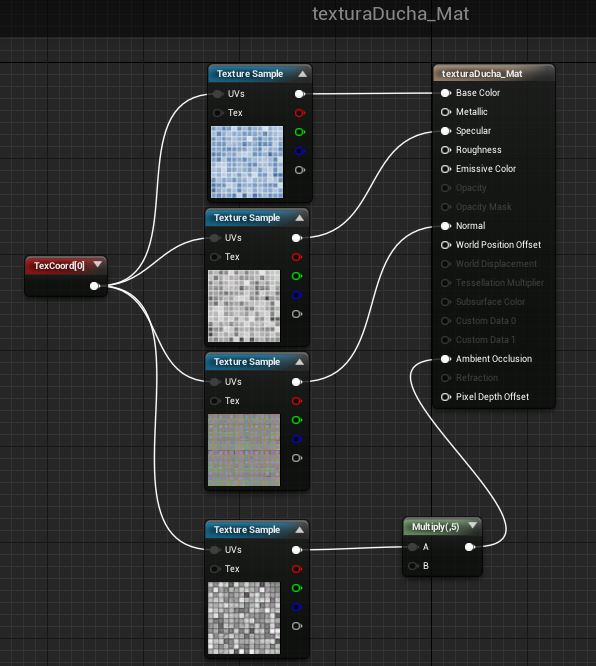 texturaDucha_Mat
Texture Sample
UVs
Tex
texturaDucha_Mat
Base Color
Metallic
Specular
Roughness
Emissive Color
Opacity
Opacity Mask
Normal
World Position Offset
World Displacement
Tessellation Multiplier
Subsurface Color
Custom Data 0
Custom Data 1
Ambient Occlusion
Refraction
Pixel Depth Offset
Texture Sample
UVs
Tex
TexCoord[0]
Texture Sample
UVs
Tex
Texture Sample
UVs
Tex
Multiply(,5)
A
B